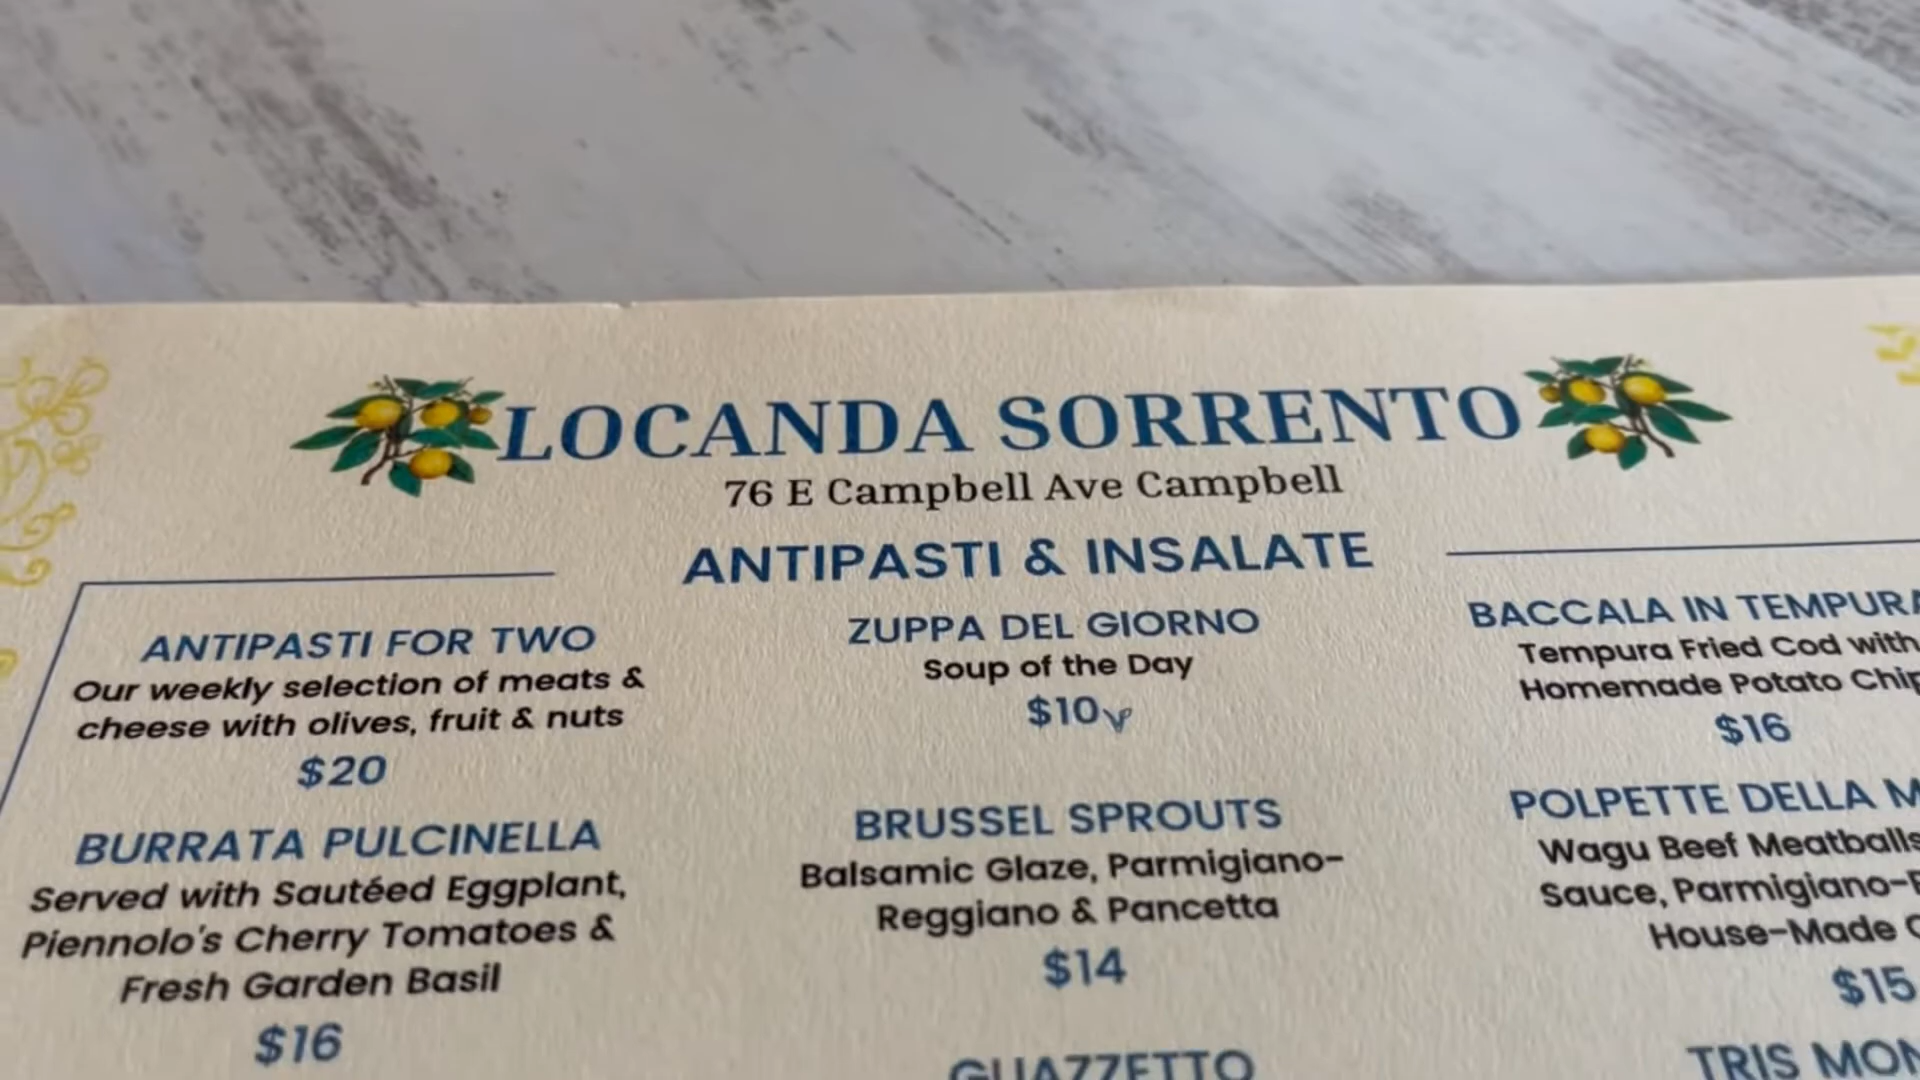 LOCANDA SORRENTO
76 E Campbell Ave Campbell
ANTIPASTI & INSALATE
ANTIPASTI FOR TWO
Our weekly selection of meats &
cheese with olives, fruit & nuts
$20
BURRATA PULCINELLA
Served with Sautéed Eggplant,
Piennolo's Cherry Tomatoes &
Fresh Garden Basil
$16
ZUPPA DEL GIORNO
Soup of the Day
$10
BRUSSEL SPROUTS
Balsamic Glaze, Parmigiano-
Reggiano & Pancetta
$14
GUAZZETTO
BACCALA IN TEMPURA
Tempura Fried Cod with
Homemade Potato
$16
POLPETTE DELLA
Wagu Beef Meatballs
Sauce, Parmigiano-
House-Made
$15
TRIS